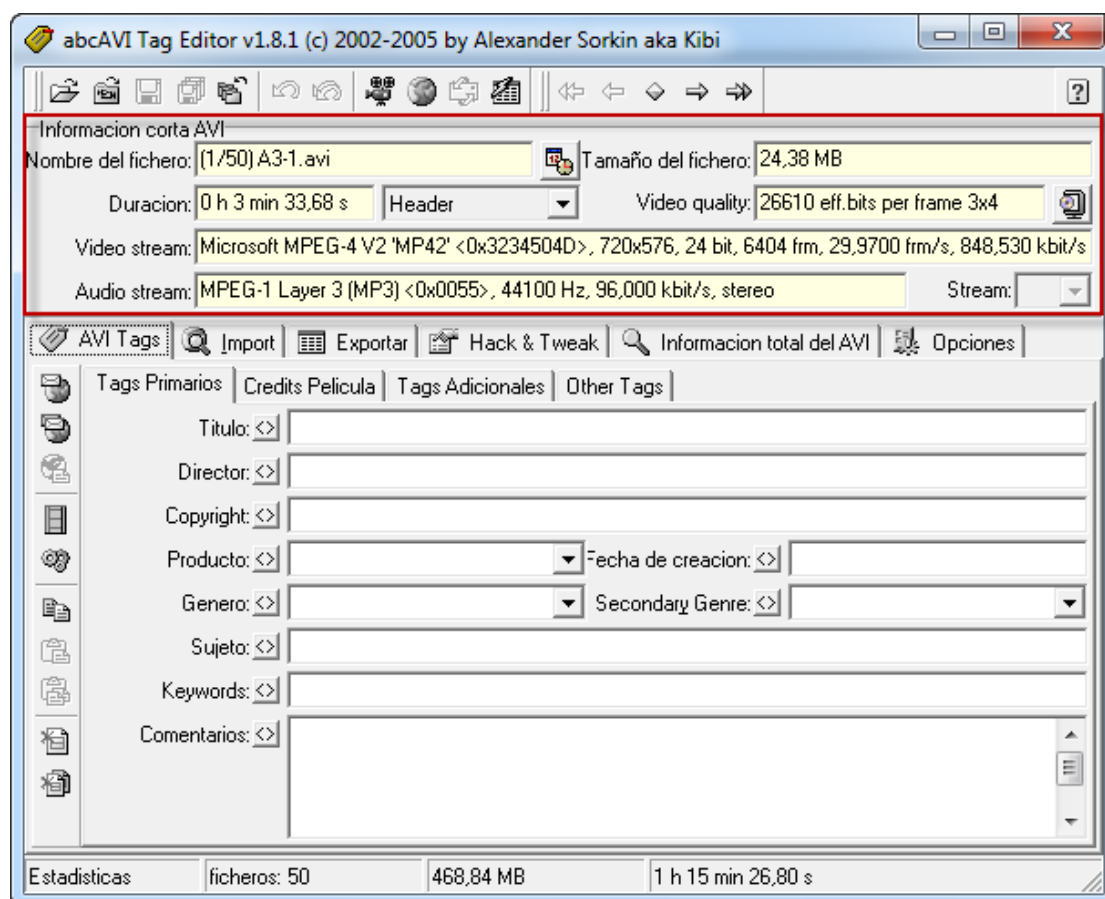 abcAVI Tag Editor v1.8.1 (c) 2002-2005 by Alexander Sorkin aka Kibi
Informacion corta AVI
Nombre del fichero: (1/50) A3-1.avi Tamaño del fichero: 24,38 MB
Duracion: 0 h 3 min 33,68 s Header Video quality: 26610 eff.bits per frame 3x4
Video stream: Microsoft MPEG-4 V2 'MP42' <0x3234504D>, 720x576, 24 bit, 6404 frm, 29,9700 frm/s, 848,530 kbit/s
Audio stream: MPEG-1 Layer 3 (MP3) <0x0055>, 44100 Hz, 96,000 kbit/s, stereo Stream:
AVI Tags Import Exportar Hack & Tweak Informacion total del AVI Opciones
Tags Primarios Credits Pelicula Tags Adicionales Other Tags
Titulo: <>
Director: <>
Copyright: <>
Producto: <> Fecha de creacion: <>
Genero: <> Secondary Genre: <>
Sujeto: <>
Keywords: <>
Comentarios: <>
Estadisticas ficheros: 50 468,84 MB 1 h 15 min 26,80 s